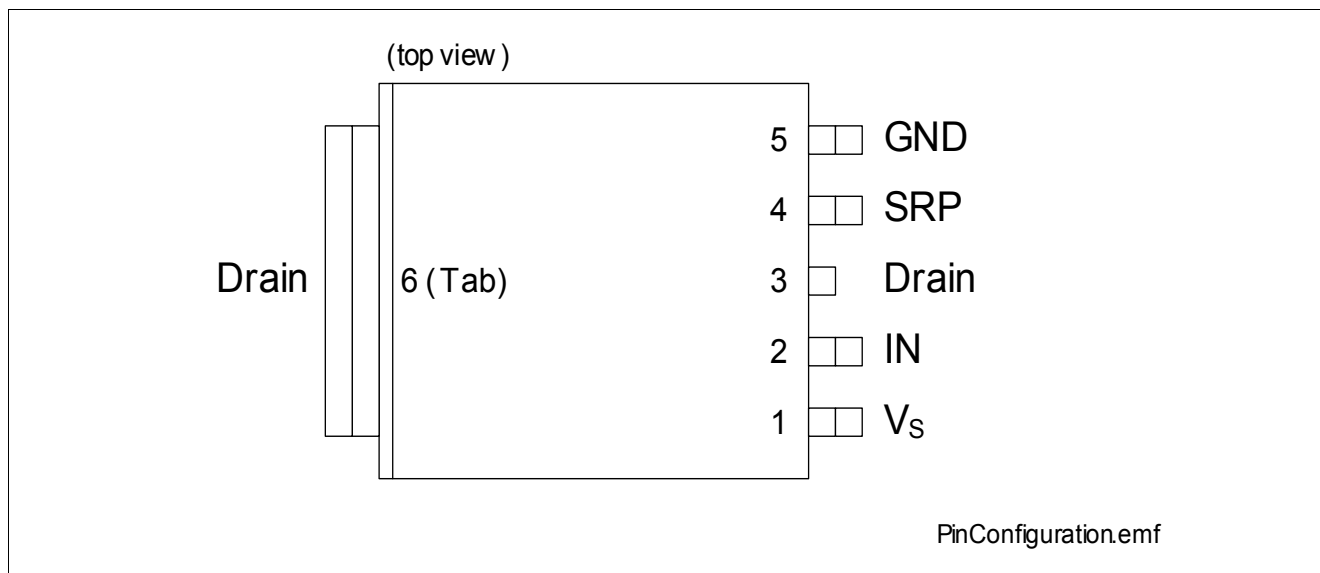 (top view)
5 GND
4 SRP
Drain 6 (Tab) 3 Drain
2 IN
1 VS
PinConfiguration.emf